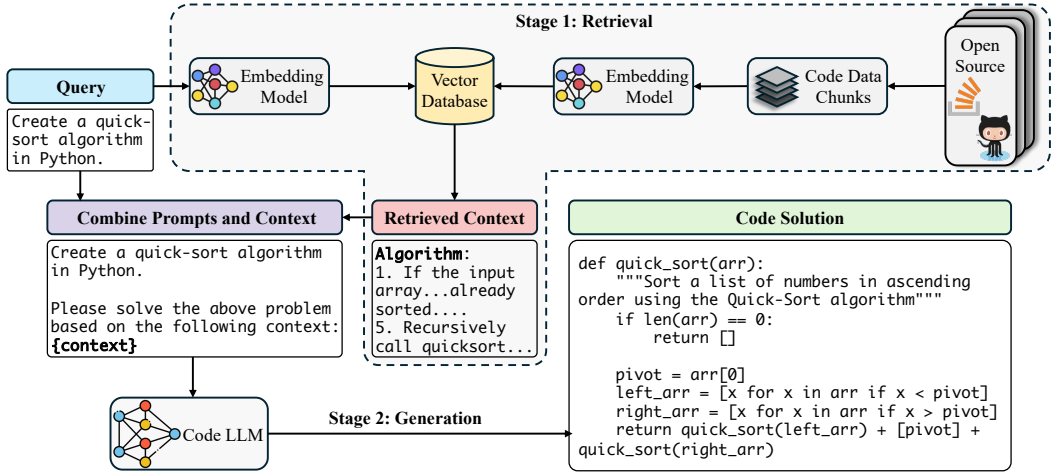 Stage 1: Retrieval
Query
Create a quick-
sort algorithm
in Python.
Embedding
Model
Vector
Database
Embedding
Model
Code Data
Chunks
Open
Source
Combine Prompts and Context
Create a quick-sort algorithm
in Python.
Please solve the above problem
based on the following context:
{context}
Retrieved Context
Algorithm:
1. If the input
array...already
sorted....
5. Recursively
call quicksort...
Code Solution
def quick_sort(arr):
    """Sort a list of numbers in ascending
order using the Quick-Sort algorithm"""
    if len(arr) == 0:
        return []
    pivot = arr[0]
    left_arr = [x for x in arr if x < pivot]
    right_arr = [x for x in arr if x > pivot]
    return quick_sort(left_arr) + [pivot] +
quick_sort(right_arr)
Code LLM
Stage 2: Generation